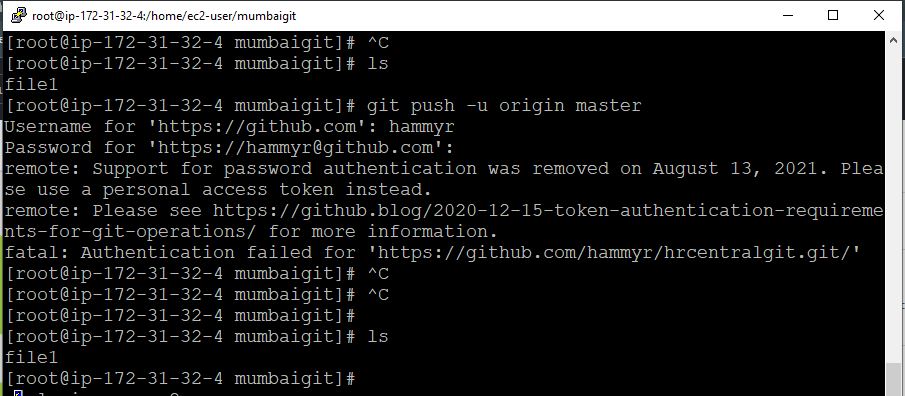 root@ip-172-31-32-4:/home/ec2-user/mumbaigit
[root@ip-172-31-32-4 mumbaigit]# ^C
[root@ip-172-31-32-4 mumbaigit]# ls
file1
[root@ip-172-31-32-4 mumbaigit]# git push -u origin master
Username for 'https://github.com': hammyr
Password for 'https://hammyr@github.com':
remote: Support for password authentication was removed on August 13, 2021. Plea
se use a personal access token instead.
remote: Please see https://github.blog/2020-12-15-token-authentication-requireme
nts-for-git-operations/ for more information.
fatal: Authentication failed for 'https://github.com/hammyr/hrcentralgit.git/'
[root@ip-172-31-32-4 mumbaigit]# ^C
[root@ip-172-31-32-4 mumbaigit]# ^C
[root@ip-172-31-32-4 mumbaigit]#
[root@ip-172-31-32-4 mumbaigit]# ls
file1
[root@ip-172-31-32-4 mumbaigit]#